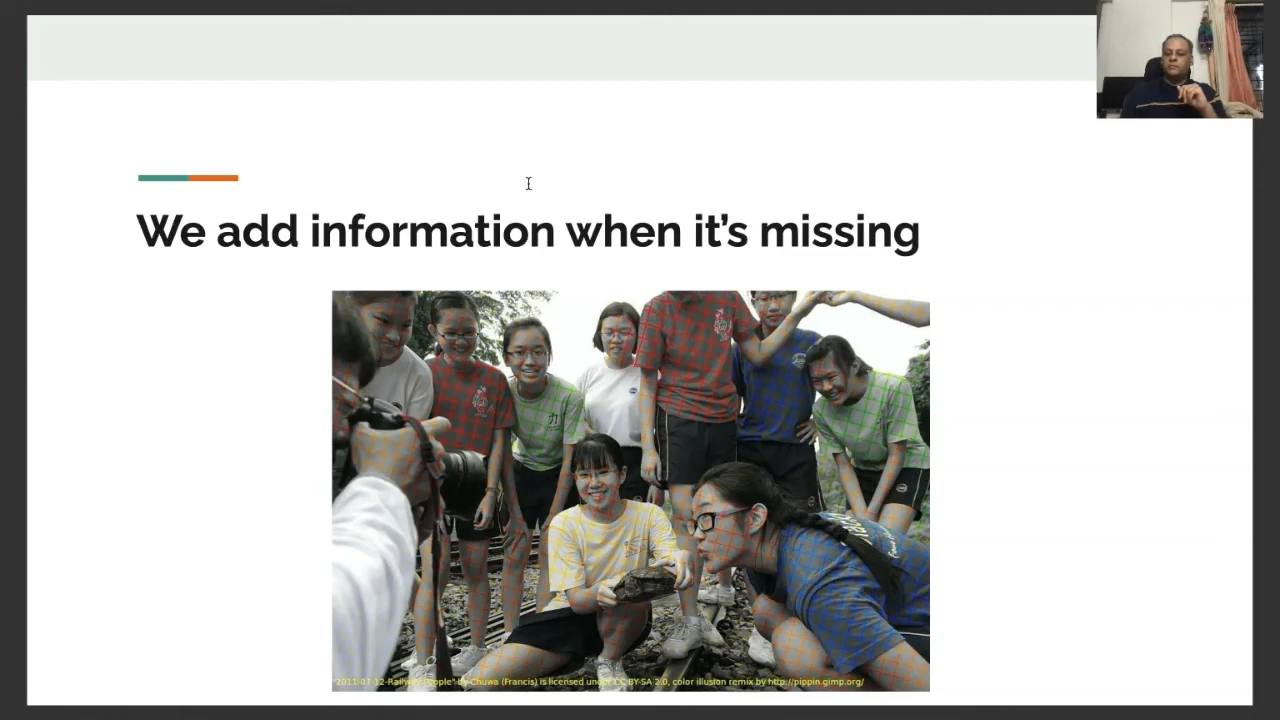 We add information when it's missing
力
"2011-07-12-Railway People" by Chuwa (Francis) is licensed under CC BY-SA 2.0, color illusion remix by http://pippin.gimp.org/